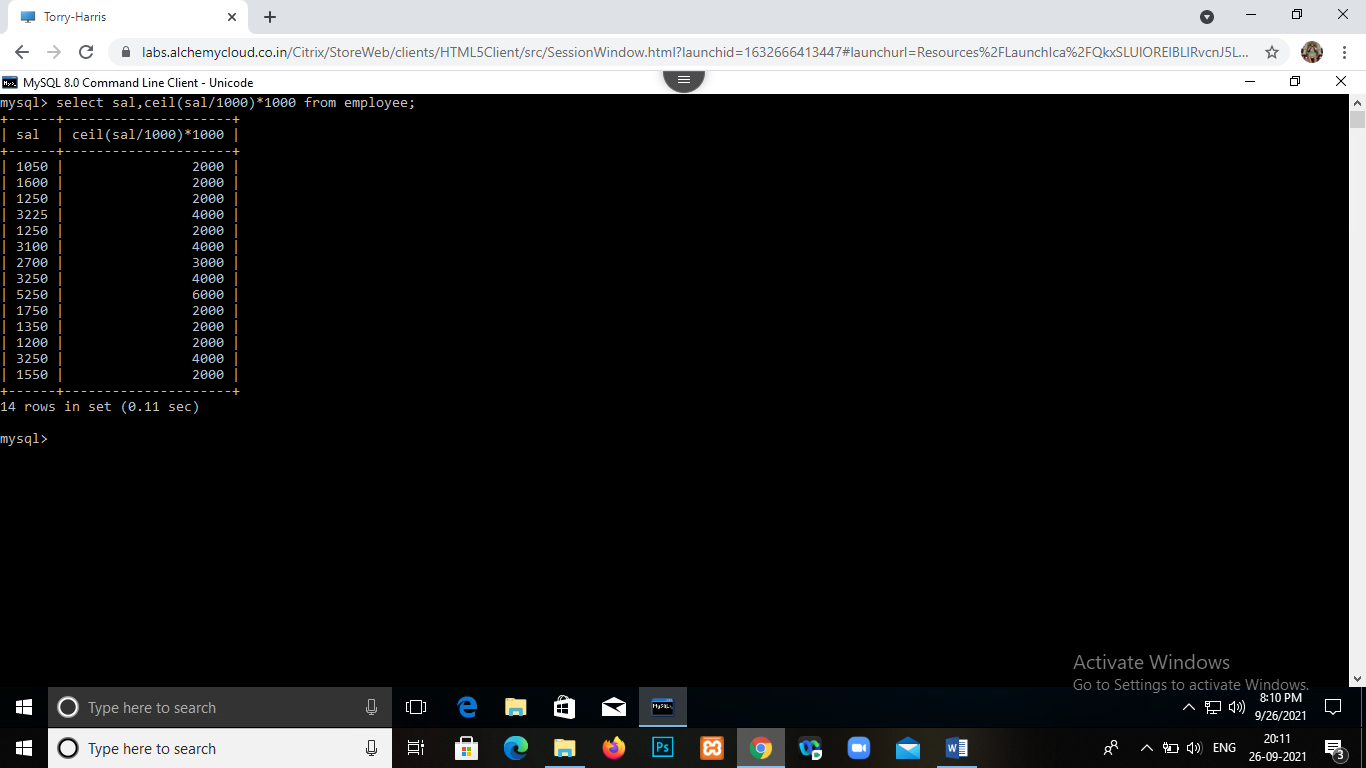 Torry-Harris
labs.alchemycloud.co.in/Citrix/StoreWeb/clients/HTML5Client/src/SessionWindow.html?launchid=1632666413447#launchurl=Resources%2FLaunchIca%2FQkxSLUlORElBLlRvcnJ5L...
MySQL 8.0 Command Line Client - Unicode
mysql> select sal,ceil(sal/1000)*1000 from employee;
+------+---------------------+
| sal  | ceil(sal/1000)*1000 |
+------+---------------------+
| 1050 |                2000 |
| 1600 |                2000 |
| 1250 |                2000 |
| 3225 |                4000 |
| 1250 |                2000 |
| 3100 |                4000 |
| 2700 |                3000 |
| 3250 |                4000 |
| 5250 |                6000 |
| 1750 |                2000 |
| 1350 |                2000 |
| 1200 |                2000 |
| 3250 |                4000 |
| 1550 |                2000 |
+------+---------------------+
14 rows in set (0.11 sec)
mysql>
Activate Windows
Go to Settings to activate Windows.
Type here to search
MySQL
8:10 PM
9/26/2021
Type here to search
Ps
ENG
20:11
26-09-2021
3